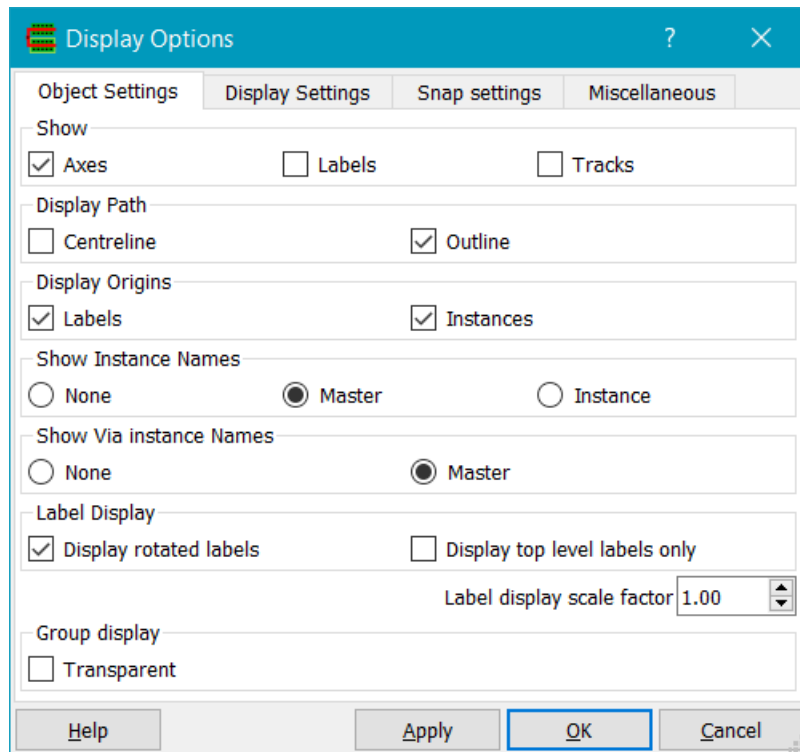 Display Options ?
Object Settings Display Settings Snap settings Miscellaneous
Show
Axes Labels Tracks
Display Path
Centreline Outline
Display Origins
Labels Instances
Show Instance Names
None Master Instance
Show Via instance Names
None Master
Label Display
Display rotated labels Display top level labels only
Label display scale factor 1.00
Group display
Transparent
Help Apply OK Cancel